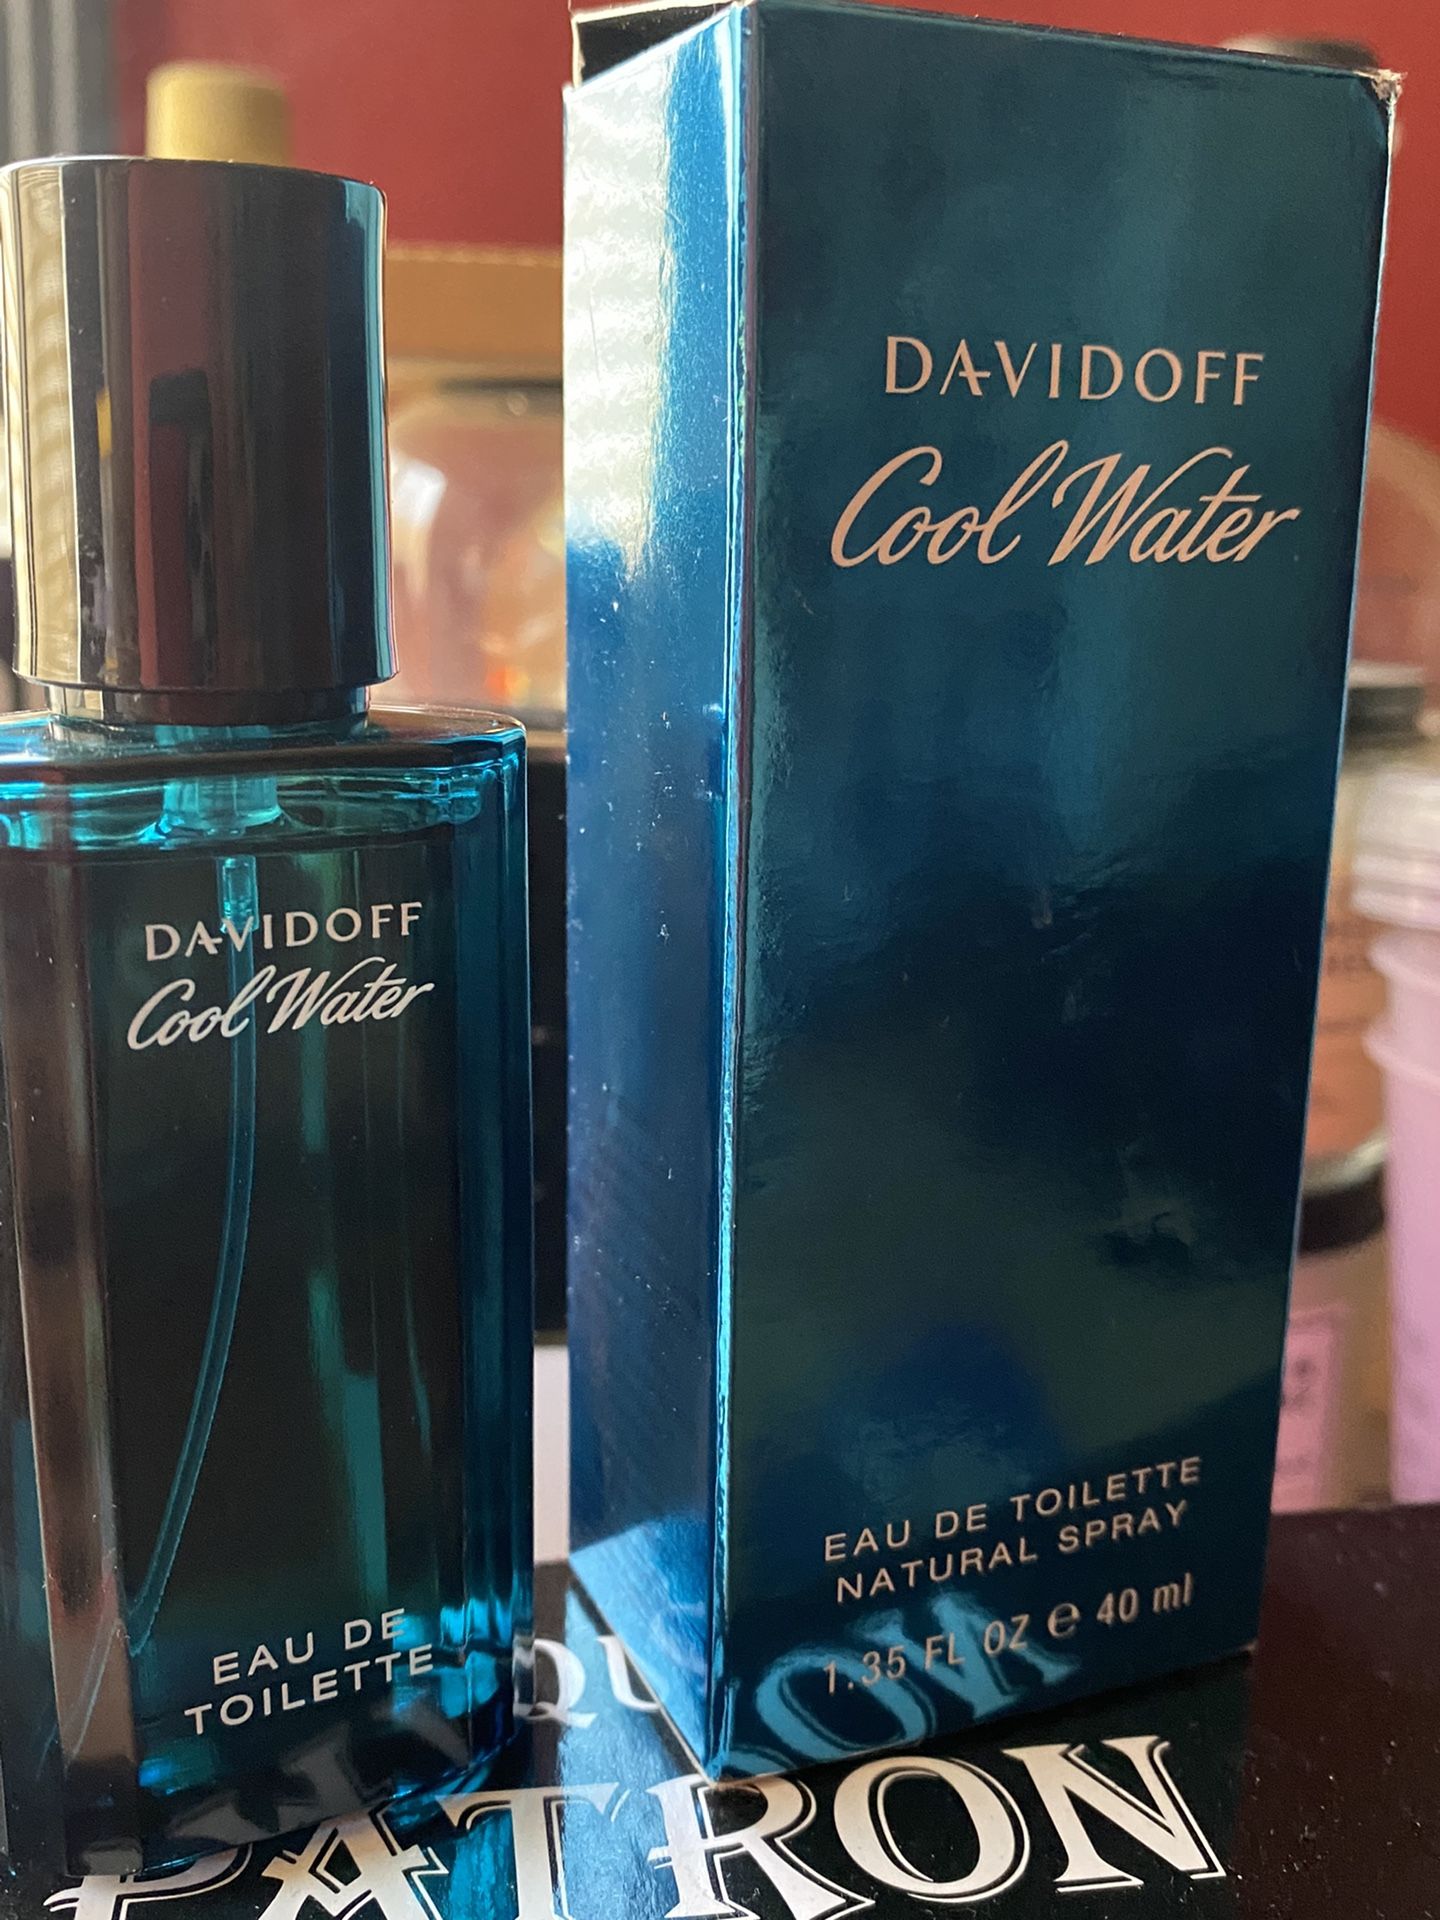 DAVIDOFF
Cool Water
EAU DE TOILETTE
NATURAL SPRAY
1.35 FL OZ e 40 ml
DAVIDOFF
Cool Water
EAU DE
TOILETTE
PATRON